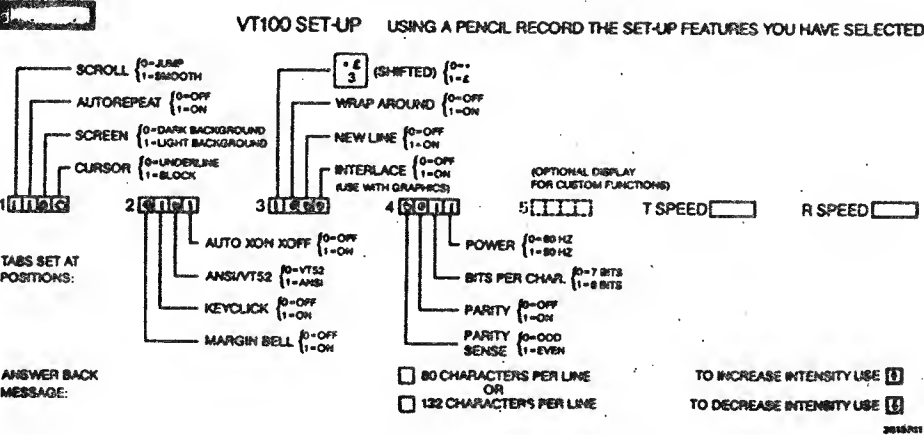 VT100 SET-UP USING A PENCIL RECORD THE SET-UP FEATURES YOU HAVE SELECTED
SCROLL {0=JUMP
1=SMOOTH
AUTOREPEAT {0=OFF
1=ON
SCREEN {0=DARK BACKGROUND
1=LIGHT BACKGROUND
CURSOR {0=UNDERLINE
1=BLOCK
£
3
(SHIFTED) {0=
1=£
WRAP AROUND {0=OFF
1=ON
NEW LINE {0=OFF
1=ON
INTERLACE {0=OFF
1=ON
(USE WITH GRAPHICS)
(OPTIONAL DISPLAY
FOR CUSTOM FUNCTIONS)
1 2 3 4 5 T SPEED R SPEED
TABS SET AT
POSITIONS:
AUTO XON XOFF {0=OFF
1=ON
ANSI/VT52 {0=VT52
1=ANSI
KEYCLICK {0=OFF
1=ON
MARGIN BELL {0=OFF
1=ON
POWER
BITS PER CHAR. {0=7 BITS
1=8 BITS
PARITY {0=OFF
1=ON
PARITY
SENSE {0=ODD
1=EVEN
ANSWER BACK
MESSAGE:
80 CHARACTERS PER LINE
OR
132 CHARACTERS PER LINE
TO INCREASE INTENSITY USE
TO DECREASE INTENSITY USE